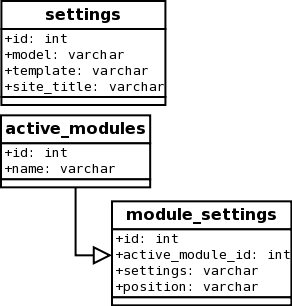 settings
+id: int
+model: varchar
+template: varchar
+site_title: varchar
active_modules
+id: int
+name: varchar
module_settings
+id: int
+active_module_id: int
+settings: varchar
+position: varchar